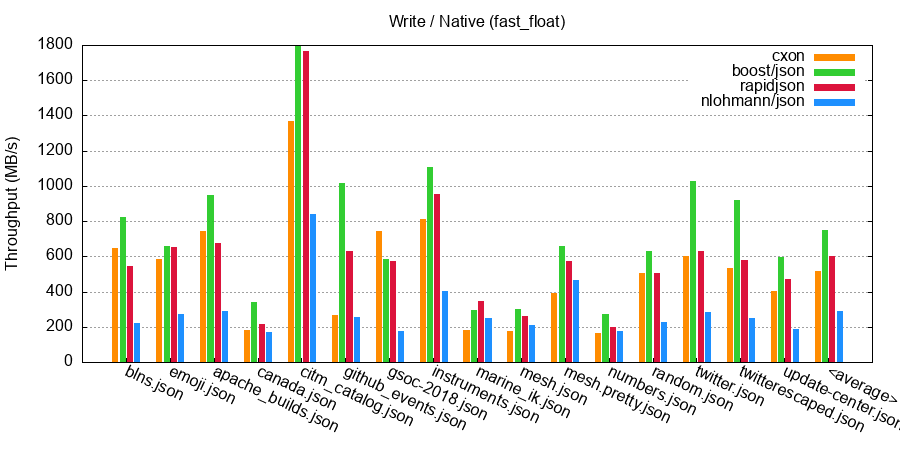 Write / Native (fast_float)
Throughput (MB/s)
1800
1600
1400
1200
1000
800
600
400
200
0
cxon
boost/json
rapidjson
nlohmann/json
blns.json
emoji.json
apache_builds.json
canada.json
citm_catalog.json
github_events.json
gsoc-2018.json
instruments.json
marine_ik.json
mesh.json
mesh.pretty.json
numbers.json
random.json
twitter.json
twitterescaped.json
update-center.json
<average>